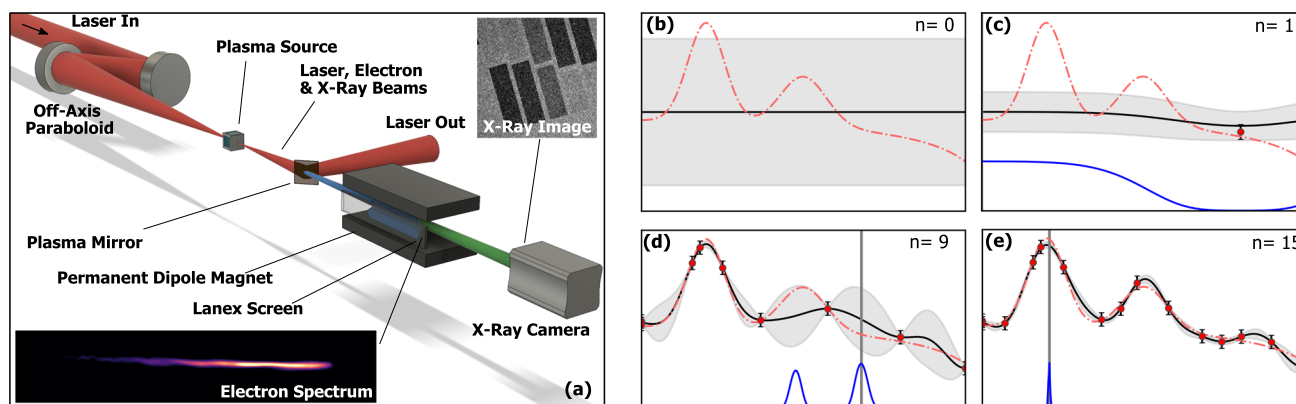 Laser In
Plasma Source
Laser, Electron
& X-Ray Beams
Off-Axis
Paraboloid
Laser Out
X-Ray Image
Plasma Mirror
Permanent Dipole Magnet
Lanex Screen
X-Ray Camera
Electron Spectrum
(a)
(b)
n= 0
(c)
n= 1
(d)
n= 9
(e)
n= 15